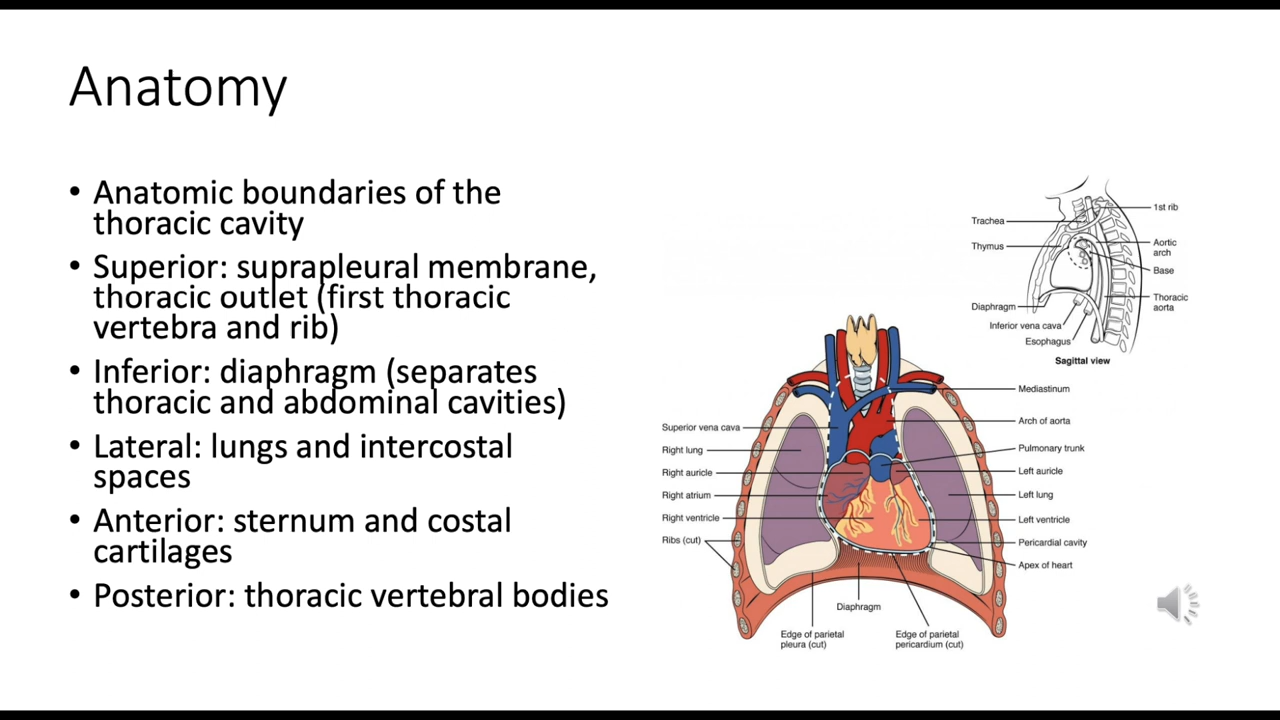 Anatomy
• Anatomic boundaries of the
thoracic cavity
• Superior: suprapleural membrane,
thoracic outlet (first thoracic
vertebra and rib)
• Inferior: diaphragm (separates
thoracic and abdominal cavities)
• Lateral: lungs and intercostal
spaces
• Anterior: sternum and costal
cartilages
• Posterior: thoracic vertebral bodies
Trachea
Thymus
Diaphragm
Inferior vena cava
Esophagus
1st rib
Aortic
arch
Base
Thoracic
aorta
Sagittal view
Superior vena cava
Right lung
Right auricle
Right atrium
Right ventricle
Ribs (cut)
Mediastinum
Arch of aorta
Pulmonary trunk
Left auricle
Left lung
Left ventricle
Pericardial cavity
Apex of heart
Diaphragm
Edge of parietal
pleura (cut)
Edge of parietal
pericardium (cut)